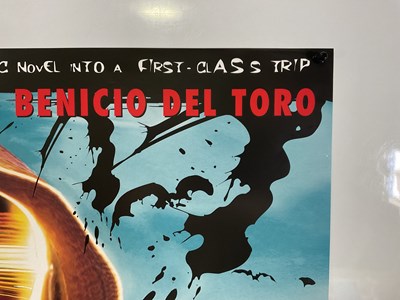 C NOVEL INTO A FIRST-CLASS TRIP
BENICIO DEL TORO